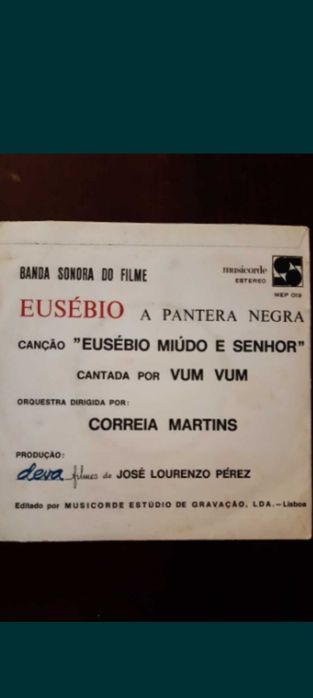 BANDA SONORA DO FILME
musicorde
ESTEREO
MEP 019
EUSÉBIO A PANTERA NEGRA
CANÇÃO "EUSÉBIO MIÚDO E SENHOR"
CANTADA POR VUM VUM
ORQUESTRA DIRIGIDA POR:
CORREIA MARTINS
PRODUÇÃO:
deva filmes de JOSÉ LOURENZO PÉREZ
Editado por MUSICORDE ESTÚDIO DE GRAVAÇÃO, LDA. — Lisboa